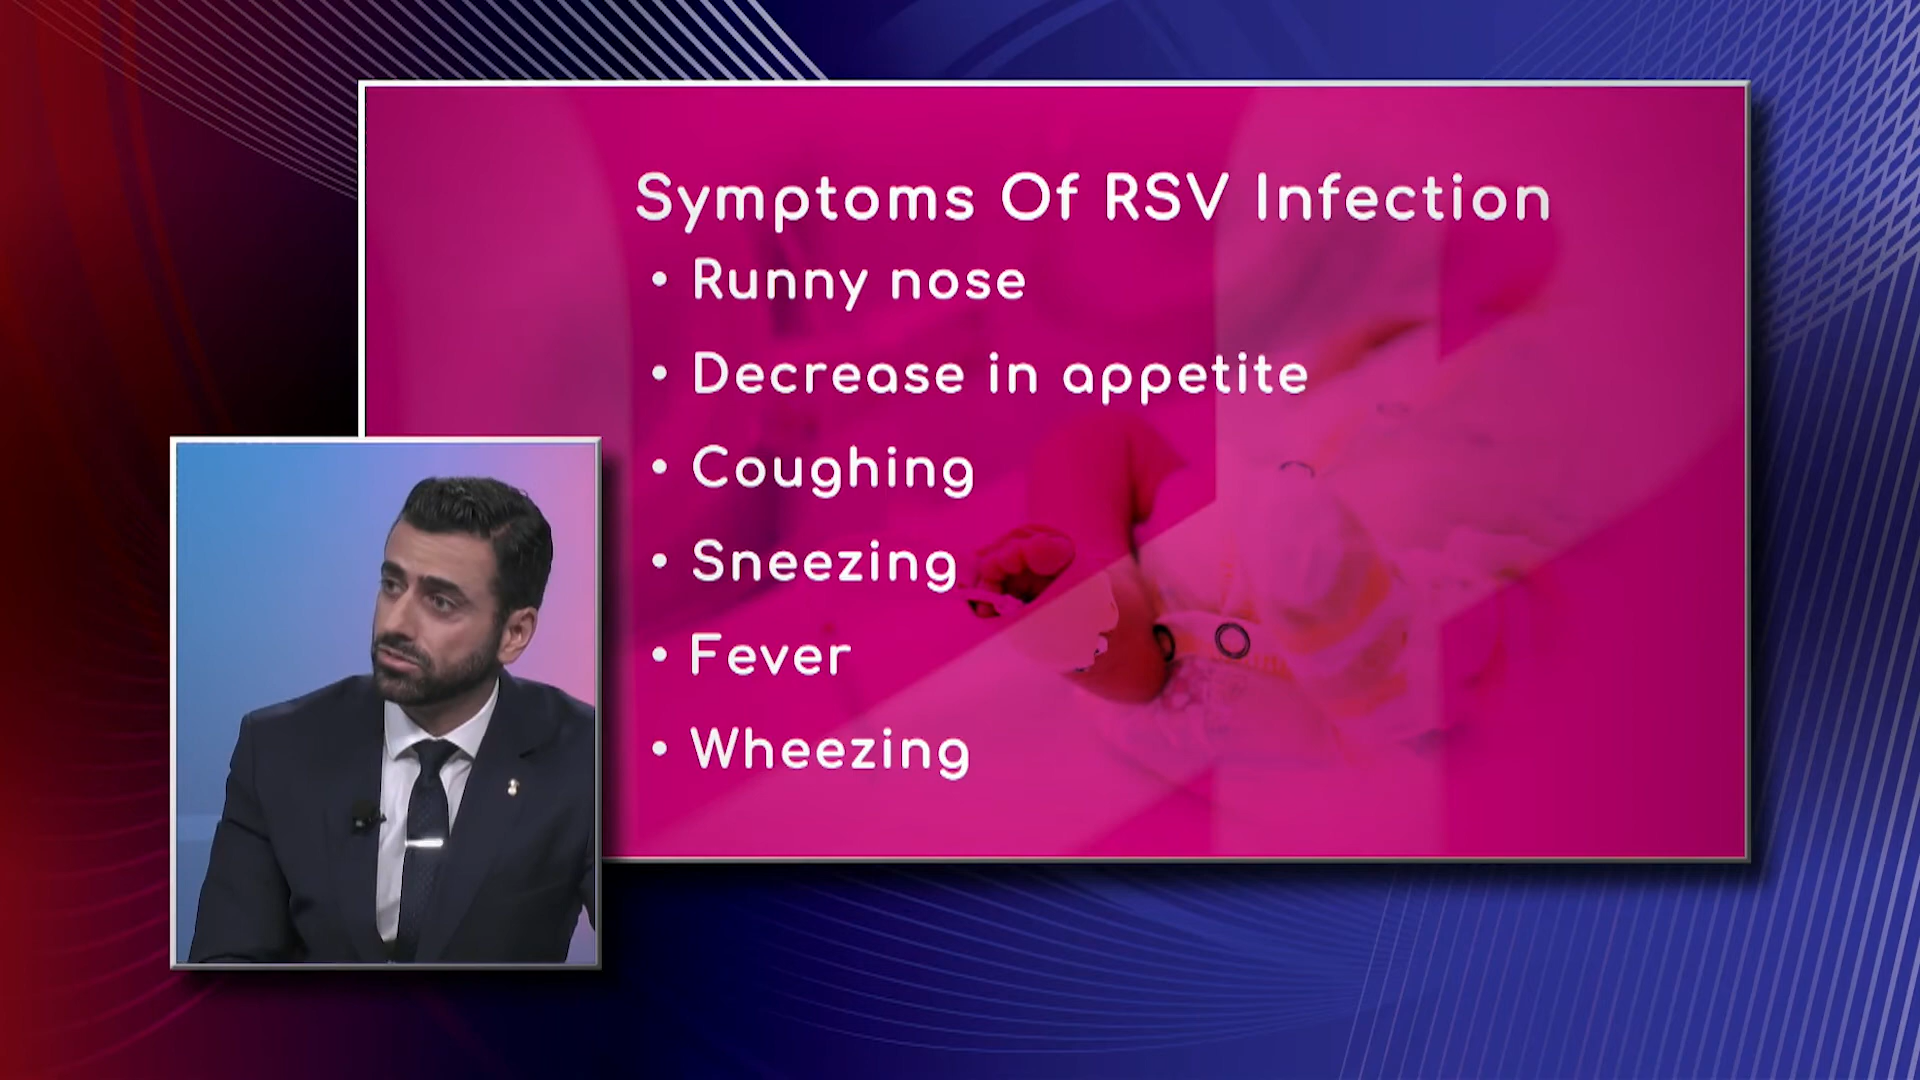 Symptoms Of RSV Infection
• Runny nose
• Decrease in appetite
• Coughing
• Sneezing
• Fever
• Wheezing